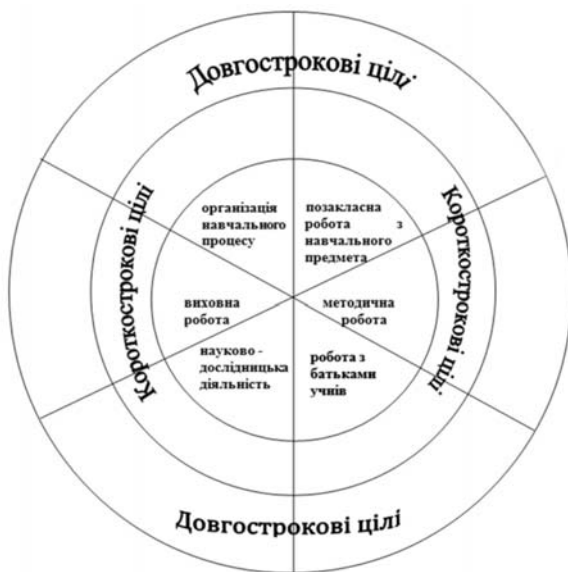 Довгострокові цілі
Короткострокові цілі
Короткострокові цілі
організація
навчального
процесу
позакласна
робота з
навчального
предмета
виховна
робота
методична
робота
науково -
дослідницька
діяльність
робота з
батьками
учнів
Довгострокові цілі